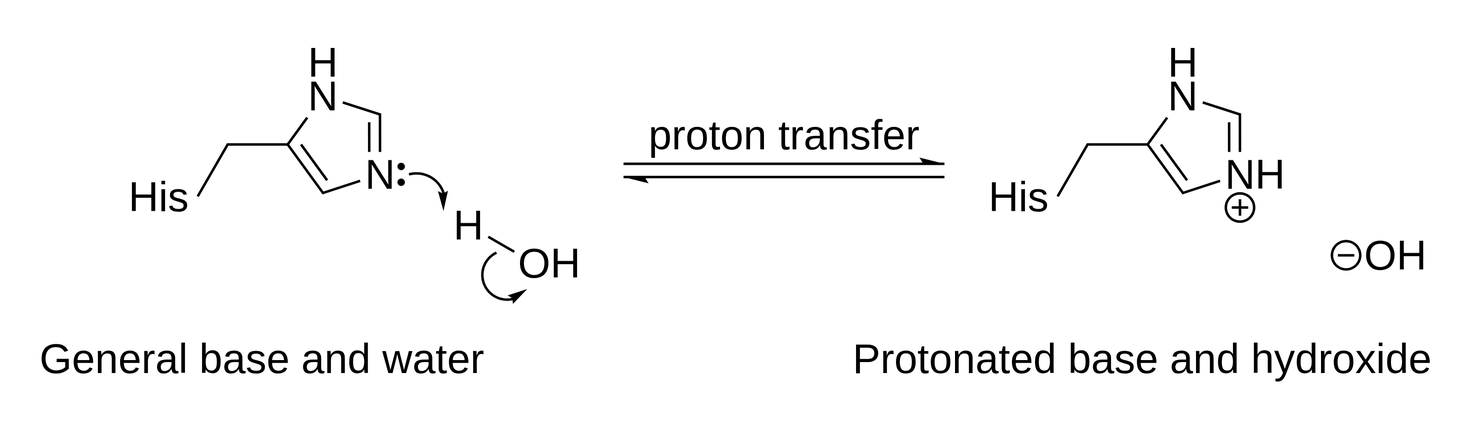 H
N
N:
His
H
OH
proton transfer
H
N
NH
⊕
His
⊖OH
General base and water
Protonated base and hydroxide